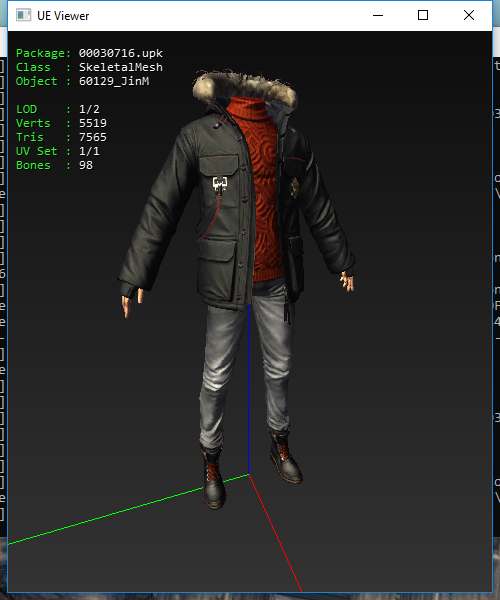 UE Viewer
Package: 00030716.upk
Class : SkeletalMesh
Object : 60129_JinM
LOD : 1/2
Verts : 5519
Tris : 7565
UV Set : 1/1
Bones : 98